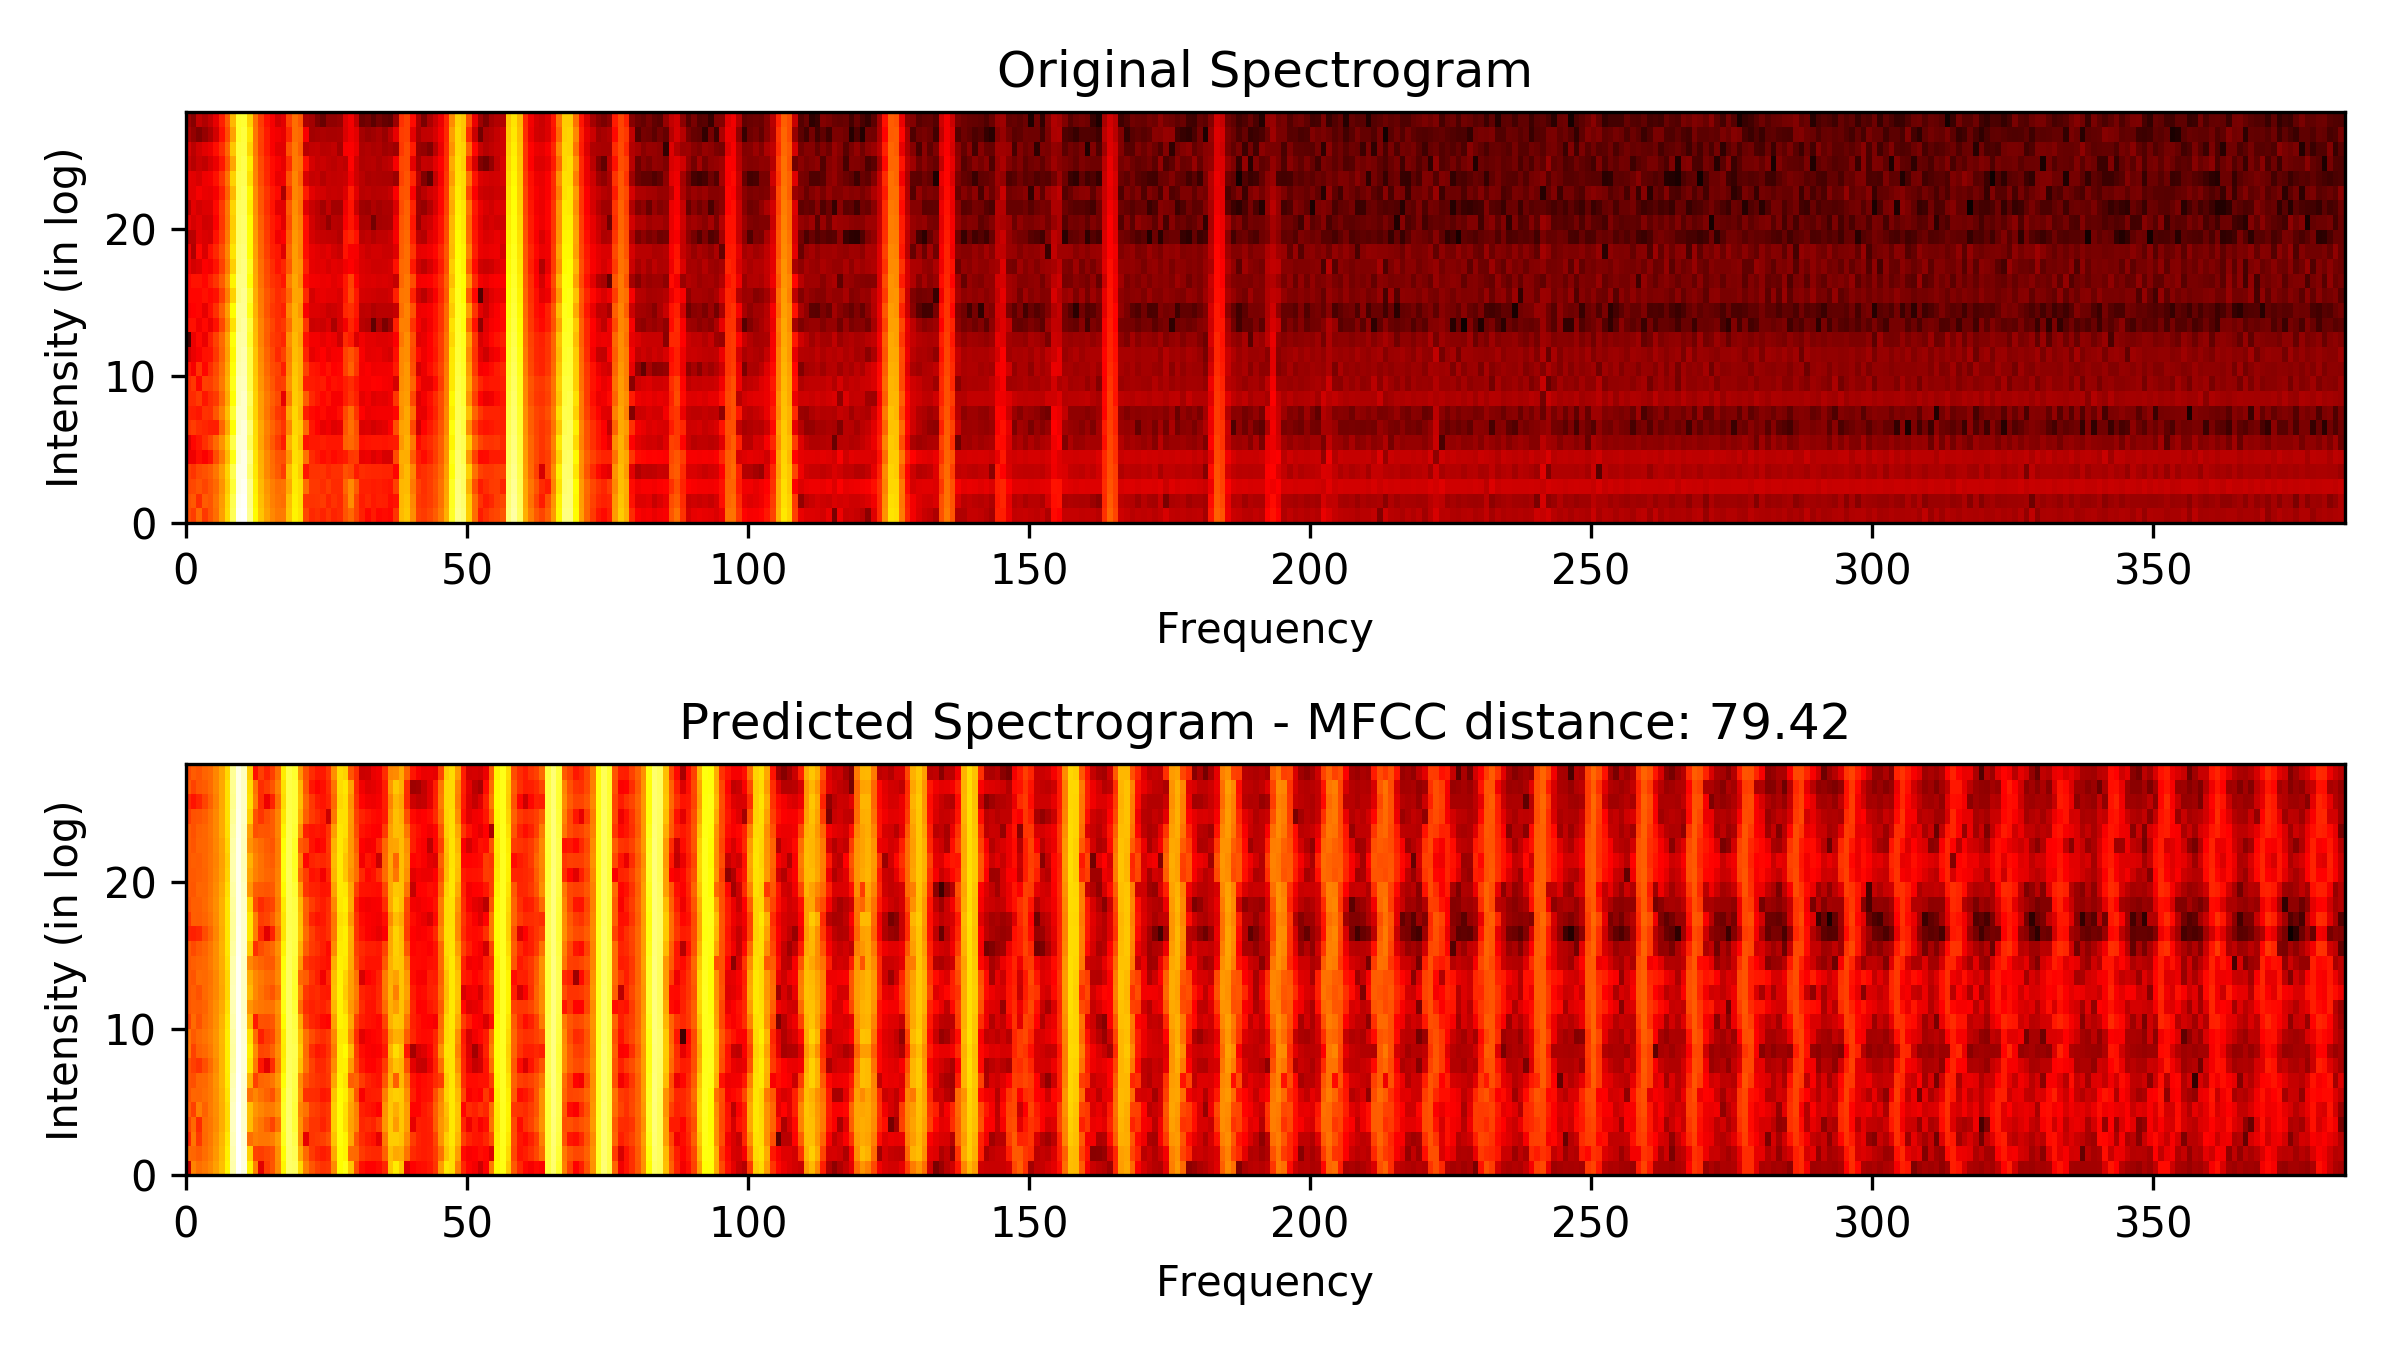 Original Spectrogram
Intensity (in log)
20
10
0
0 50 100 150 200 250 300 350
Frequency
Predicted Spectrogram - MFCC distance: 79.42
Intensity (in log)
20
10
0
0 50 100 150 200 250 300 350
Frequency